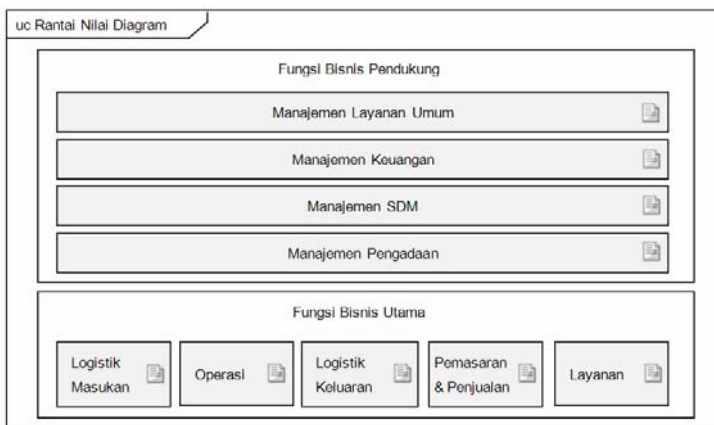 uc Rantai Nilai Diagram
Fungsi Bisnis Pendukung
Manajemen Layanan Umum
Manajemen Keuangan
Manajemen SDM
Manajemen Pengadaan
Fungsi Bisnis Utama
Logistik
Masukan
Operasi
Logistik
Keluaran
Pemasaran
& Penjualan
Layanan